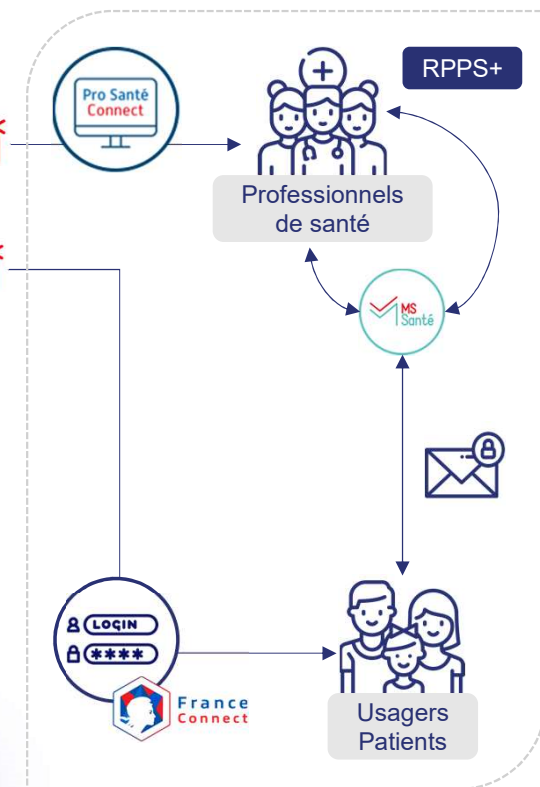 RPPS+
Pro Santé
Connect
Professionnels
de santé
MS
Santé
LOGIN
****
France
Connect
Usagers
Patients